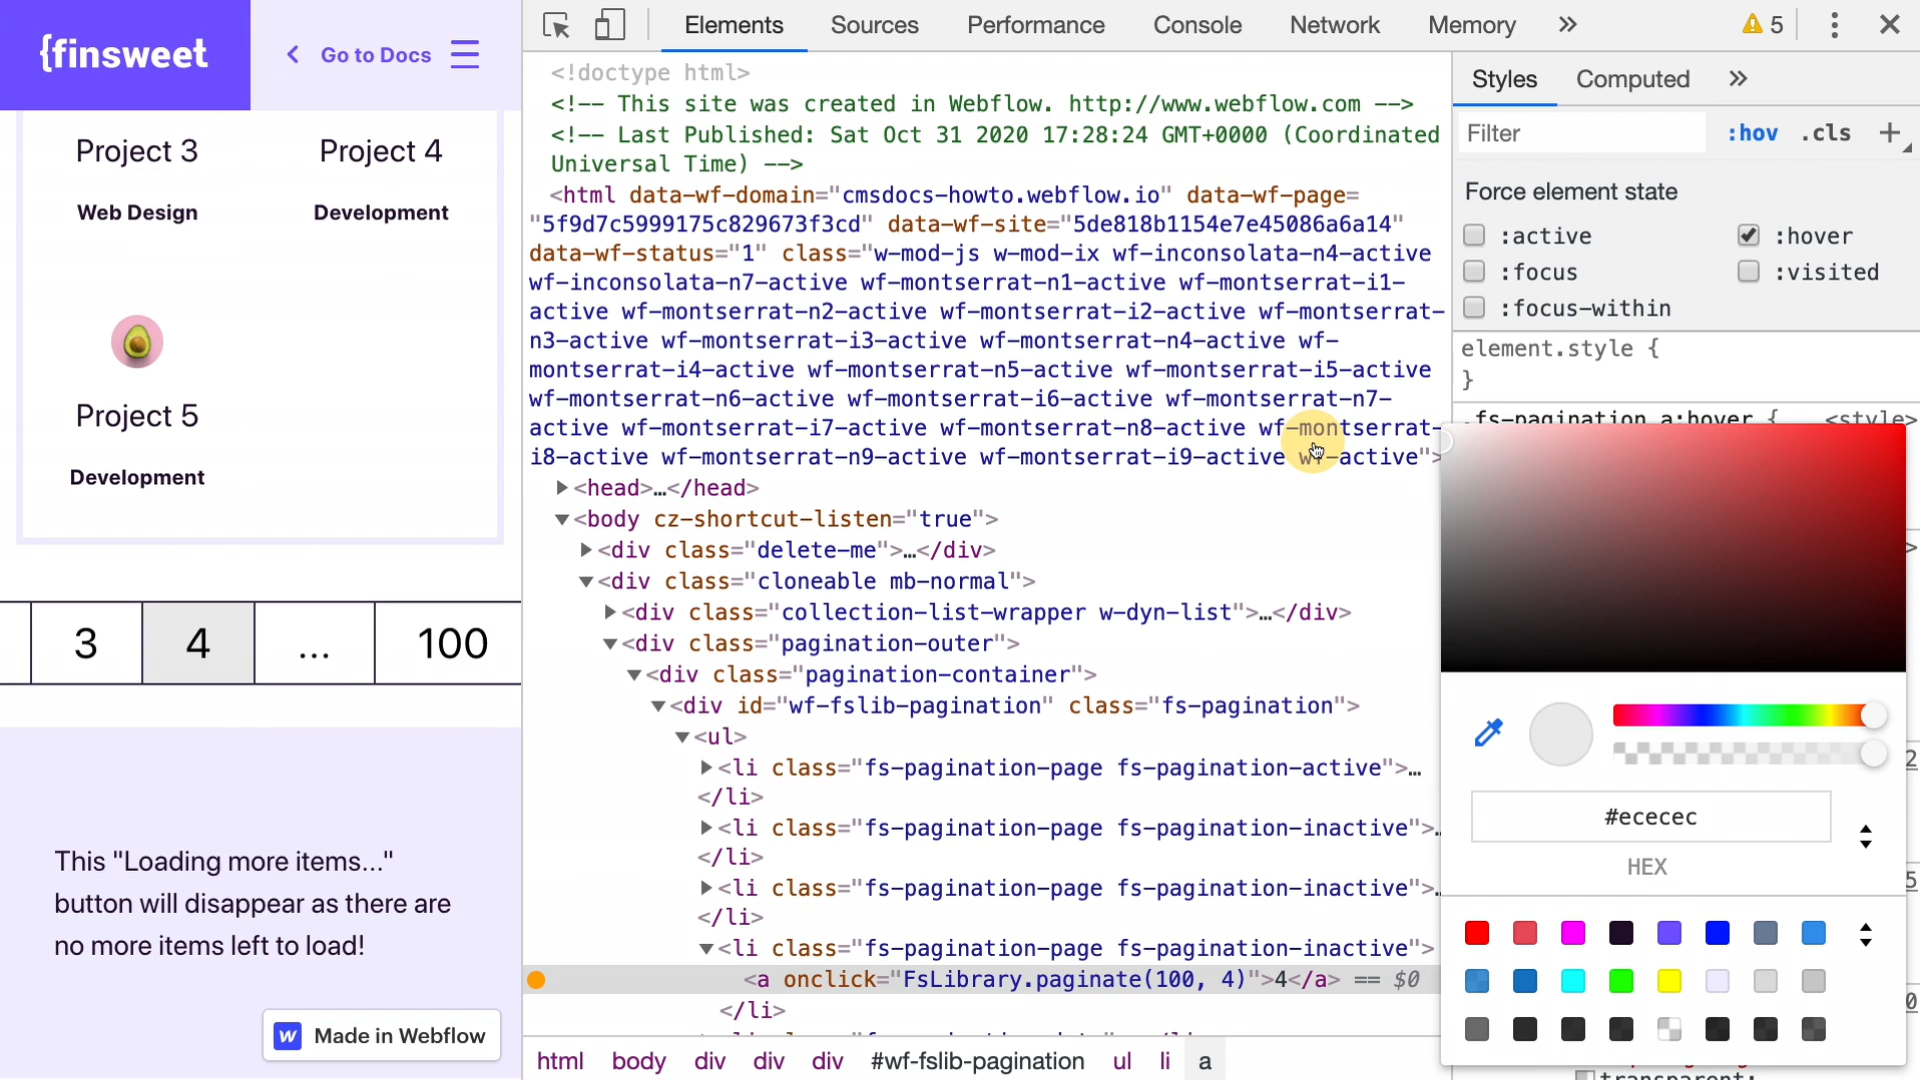 {finsweet
Go to Docs
Project 3
Project 4
Web Design
Development
Project 5
Development
3
4
...
100
This "Loading more items..."
button will disappear as there are
no more items left to load!
Made in Webflow
Elements
Sources
Performance
Console
Network
Memory
»
5
<!doctype html>
<!-- This site was created in Webflow. http://www.webflow.com -->
<!-- Last Published: Sat Oct 31 2020 17:28:24 GMT+0000 (Coordinated
Universal Time) -->
<html data-wf-domain="cmsdocs-howto.webflow.io" data-wf-page=
"5f9d7c5999175c829673f3cd" data-wf-site="5de818b1154e7e45086a6a14"
data-wf-status="1" class="w-mod-js w-mod-ix wf-inconsolata-n4-active
wf-inconsolata-n7-active wf-montserrat-n1-active wf-montserrat-i1-
active wf-montserrat-n2-active wf-montserrat-i2-active wf-montserrat-
n3-active wf-montserrat-i3-active wf-montserrat-n4-active wf-
montserrat-i4-active wf-montserrat-n5-active wf-montserrat-i5-active
wf-montserrat-n6-active wf-montserrat-i6-active wf-montserrat-n7-
active wf-montserrat-i7-active wf-montserrat-n8-active wf-montserrat-
i8-active wf-montserrat-n9-active wf-montserrat-i9-active wf-active">
<head>…</head>
<body cz-shortcut-listen="true">
<div class="delete-me">…</div>
<div class="cloneable mb-normal">
<div class="collection-list-wrapper w-dyn-list">…</div>
<div class="pagination-outer">
<div class="pagination-container">
<div id="wf-fslib-pagination" class="fs-pagination">
<ul>
<li class="fs-pagination-page fs-pagination-active">…
</li>
<li class="fs-pagination-page fs-pagination-inactive">…
</li>
<li class="fs-pagination-page fs-pagination-inactive">…
</li>
<li class="fs-pagination-page fs-pagination-inactive">
<a onclick="FsLibrary.paginate(100, 4)">4</a> == $0
</li>
html body div div div #wf-fslib-pagination ul li a
Styles
Computed
»
Filter
:hov
.cls
+
Force element state
:active
:hover
:focus
:visited
:focus-within
element.style {
}
.fs-pagination a:hover {
<style>
#ececec
HEX
transparent;